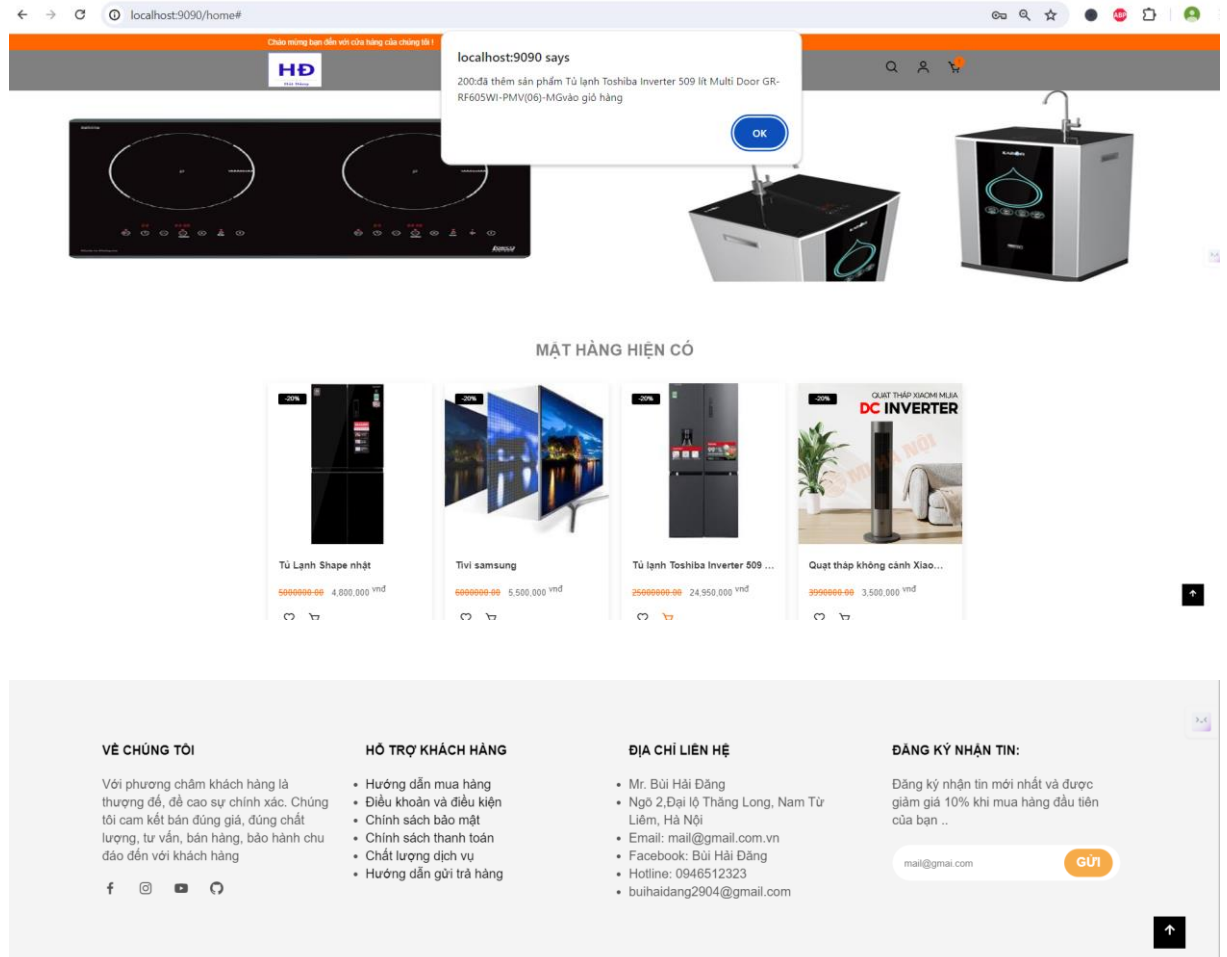 localhost:9090/home#
ABP
Chào mừng bạn đến với cửa hàng của chúng tôi !
HĐ
Hải Đăng
localhost:9090 says
200:đã thêm sản phẩm Tủ lạnh Toshiba Inverter 509 lít Multi Door GR-
RF605WI-PMV(06)-MGvào giỏ hàng
OK
MẶT HÀNG HIỆN CÓ
-20%
-20%
-20%
-20%
QUẠT THÁP XIAOMI MIJIA
DC INVERTER
MY HA NOI
Tủ Lạnh Shape nhật
Tivi samsung
Tủ lạnh Toshiba Inverter 509 ...
Quạt tháp không cánh Xiao...
5000000.00 4,800,000 vnđ
6000000.00 5,500,000 vnđ
25000000.00 24,950,000 vnđ
3990000.00 3,500,000 vnđ
VỀ CHÚNG TÔI
Với phương châm khách hàng là
thượng đế, đề cao sự chính xác. Chúng
tôi cam kết bán đúng giá, đúng chất
lượng, tư vấn, bán hàng, bảo hành chu
đáo đến với khách hàng
HỖ TRỢ KHÁCH HÀNG
Hướng dẫn mua hàng
Điều khoản và điều kiện
Chính sách bảo mật
Chính sách thanh toán
Chất lượng dịch vụ
Hướng dẫn gửi trả hàng
ĐỊA CHỈ LIÊN HỆ
Mr. Bùi Hải Đăng
Ngõ 2,Đại lộ Thăng Long, Nam Từ
Liêm, Hà Nội
Email: mail@gmail.com.vn
Facebook: Bùi Hải Đăng
Hotline: 0946512323
buihaidang2904@gmail.com
ĐĂNG KÝ NHẬN TIN:
Đăng ký nhận tin mới nhất và được
giảm giá 10% khi mua hàng đầu tiên
của bạn ..
mail@gmai.com
GỬI